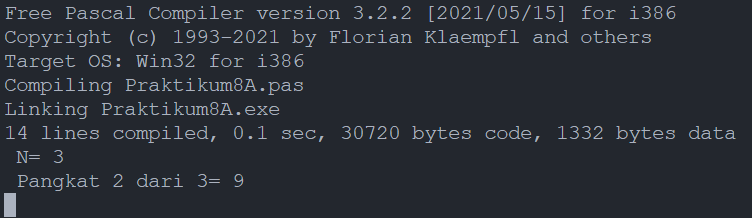 Free Pascal Compiler version 3.2.2 [2021/05/15] for i386
Copyright (c) 1993-2021 by Florian Klaempfl and others
Target OS: Win32 for i386
Compiling Praktikum8A.pas
Linking Praktikum8A.exe
14 lines compiled, 0.1 sec, 30720 bytes code, 1332 bytes data
 N= 3
 Pangkat 2 dari 3= 9